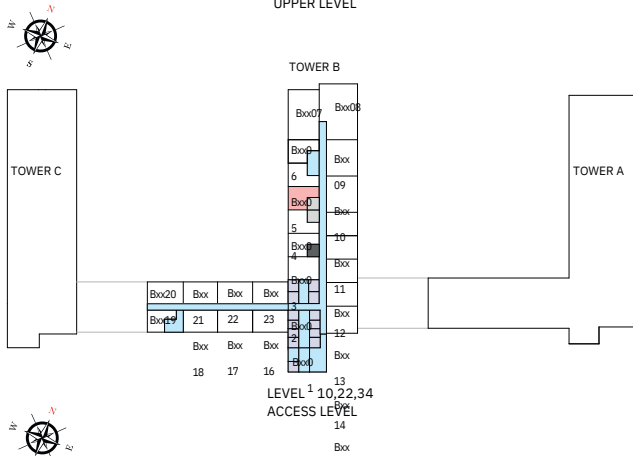 UPPER LEVEL
N
W
E
S
TOWER B
Bxx07
Bxx08
TOWER C
TOWER A
Bxx0
6
Bxx
09
Bxx0
5
Bxx
10
Bxx0
4
Bxx
11
Bxx0
3
Bxx
12
Bxx20
Bxx
21
Bxx
22
Bxx
23
Bxx19
Bxx
18
Bxx
17
Bxx
16
Bxx0
2
Bxx
13
Bxx0
1
Bxx
14
Bxx
LEVEL 10,22,34
ACCESS LEVEL
N
W
E